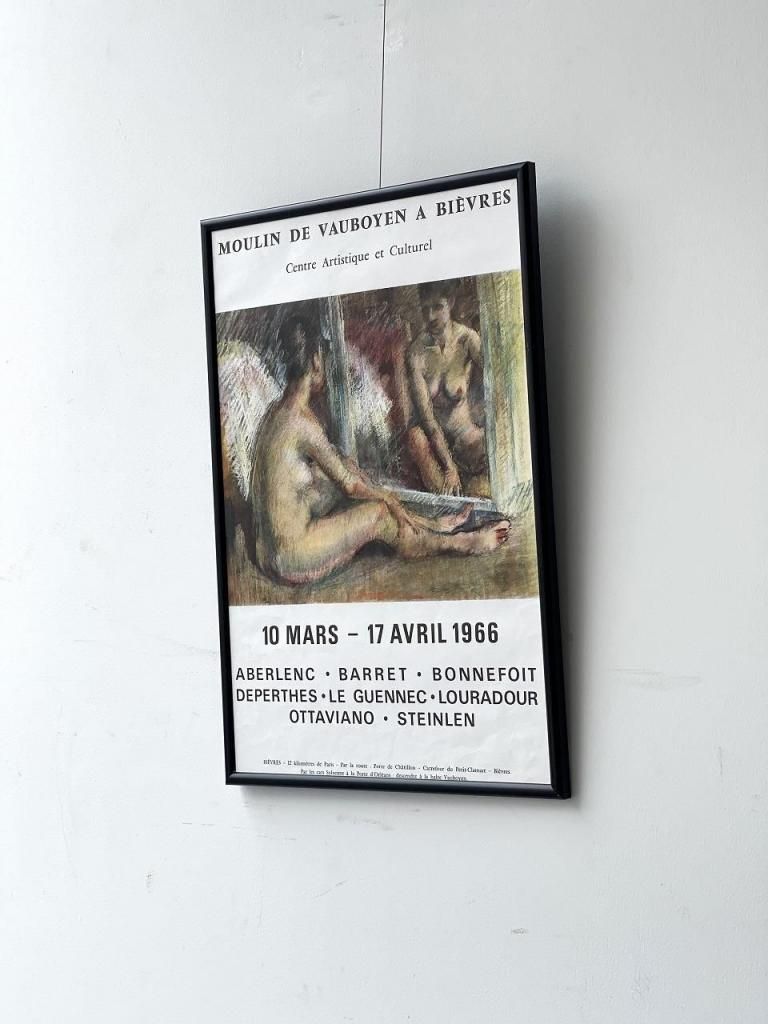 MOULIN DE VAUBOYEN A BIÈVRES
Centre Artistique et Culturel
10 MARS – 17 AVRIL 1966
ABERLENC • BARRET • BONNEFOIT
DEPERTHES • LE GUENNEC • LOURADOUR
OTTAVIANO • STEINLEN
BIÈVRES - 12 kilomètres de Paris - Par la route : Porte de Châtillon - Carrefour du Petit-Clamart - Bièvres.
Par les cars Savienne à la Porte d'Orléans : descendre à la halte Vauboyen.